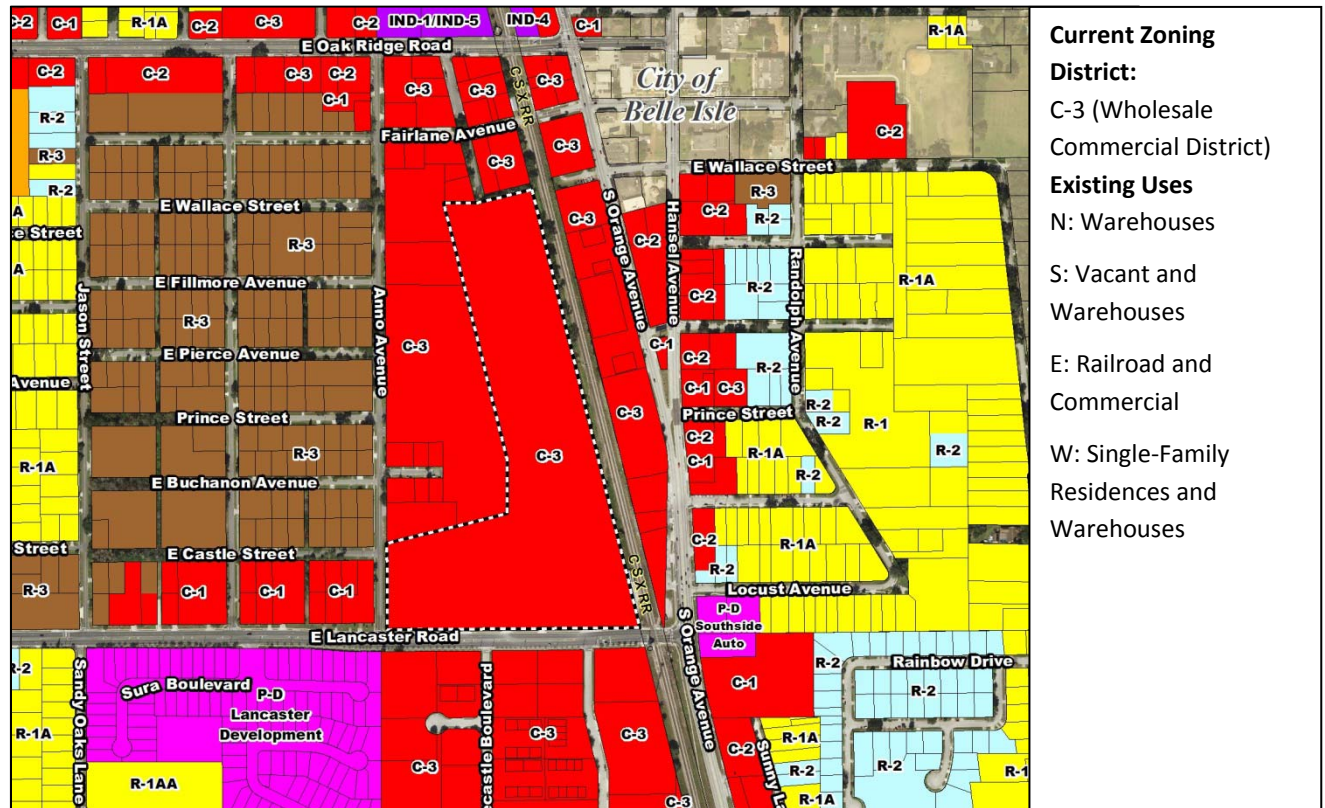 C-2
C-1
R-1A
C-2
C-3
C-2
IND-1/IND-5
IND-4
C-1
R-1A
E Oak Ridge Road
City of
Belle Isle
C-2
C-2
C-3
C-2
C-1
C-3
C-3
C-3
C S X RR
R-2
R-3
R-2
Fairlane Avenue
C-3
C-3
C-2
E Wallace Street
E Wallace Street
R-3
C-3
S Orange Avenue
C-2
Hansel Avenue
C-2
R-3
R-2
A
ce Street
A
E Fillmore Avenue
Jason Street
R-3
E Pierce Avenue
Avenue
Anno Avenue
C-3
C-2
R-2
Randolph Avenue
R-1A
C-1
C-2
R-2
C-1
C-3
Prince Street
Prince Street
R-3
R-1A
E Buchanon Avenue
C-3
C-3
C-2
C-1
R-1A
R-2
R-2
R-2
R-1
R-2
Street
E Castle Street
R-3
C-1
C-1
C-1
C S X RR
C-2
R-2
R-1A
Locust Avenue
E Lancaster Road
P-D
Southside
Auto
R-2
Sandy Oaks Lane
Sura Boulevard
P-D
Lancaster
Development
R-1A
R-1AA
C-3
castle Boulevard
C-3
C-3
C-3
S Orange Avenue
C-1
C-2
Sunny L
R-2
Rainbow Drive
R-2
R-1A
R-2
R-1A
R-2
R-1
Current Zoning
District:
C-3 (Wholesale
Commercial District)
Existing Uses
N: Warehouses
S: Vacant and
Warehouses
E: Railroad and
Commercial
W: Single-Family
Residences and
Warehouses